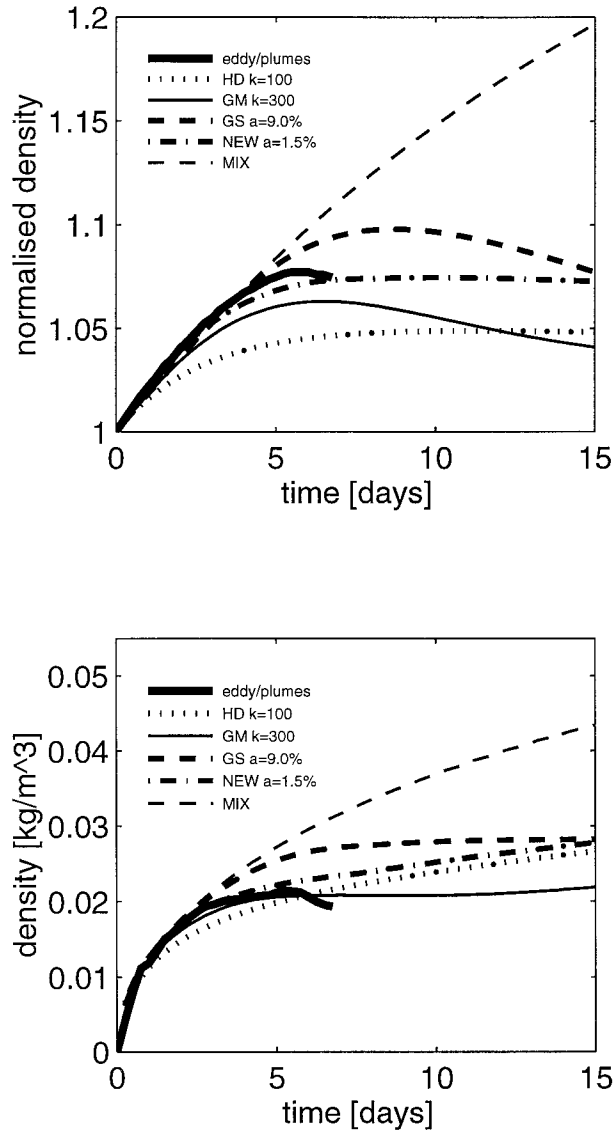 1.2
1.15
1.1
1.05
1
normalised density
eddy/plumes
HD k=100
GM k=300
GS a=9.0%
NEW a=1.5%
MIX
0
5
10
15
time [days]
0.05
0.04
0.03
0.02
0.01
0
density [kg/m^3]
eddy/plumes
HD k=100
GM k=300
GS a=9.0%
NEW a=1.5%
MIX
0
5
10
15
time [days]